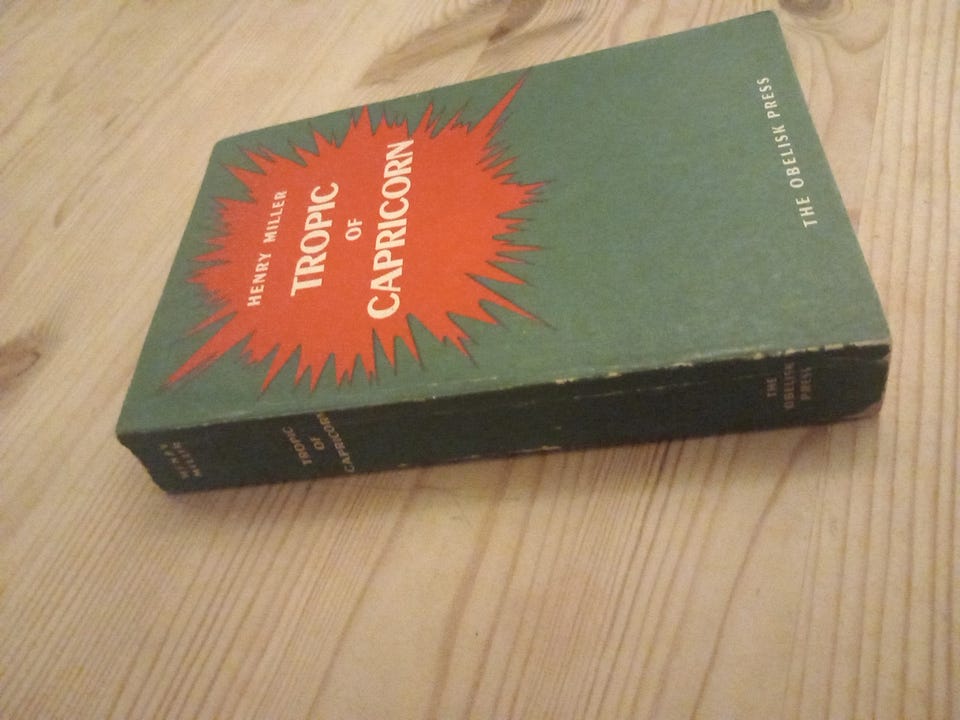 HENRY MILLER
TROPIC
OF
CAPRICORN
THE OBELISK PRESS
HENRY
MILLER
TROPIC
OF
CAPRICORN
THE
OBELISK
PRESS